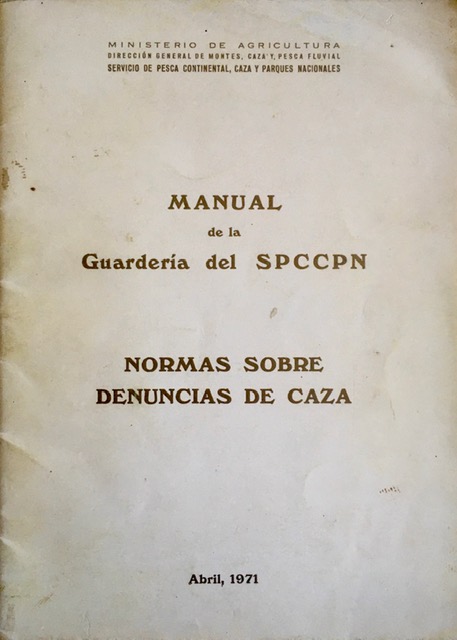 MINISTERIO DE AGRICULTURA
DIRECCIÓN GENERAL DE MONTES, CAZA Y, PESCA FLUVIAL
SERVICIO DE PESCA CONTINENTAL, CAZA Y PARQUES NACIONALES
MANUAL
de la
Guardería del SPCCPN
NORMAS SOBRE
DENUNCIAS DE CAZA
Abril, 1971